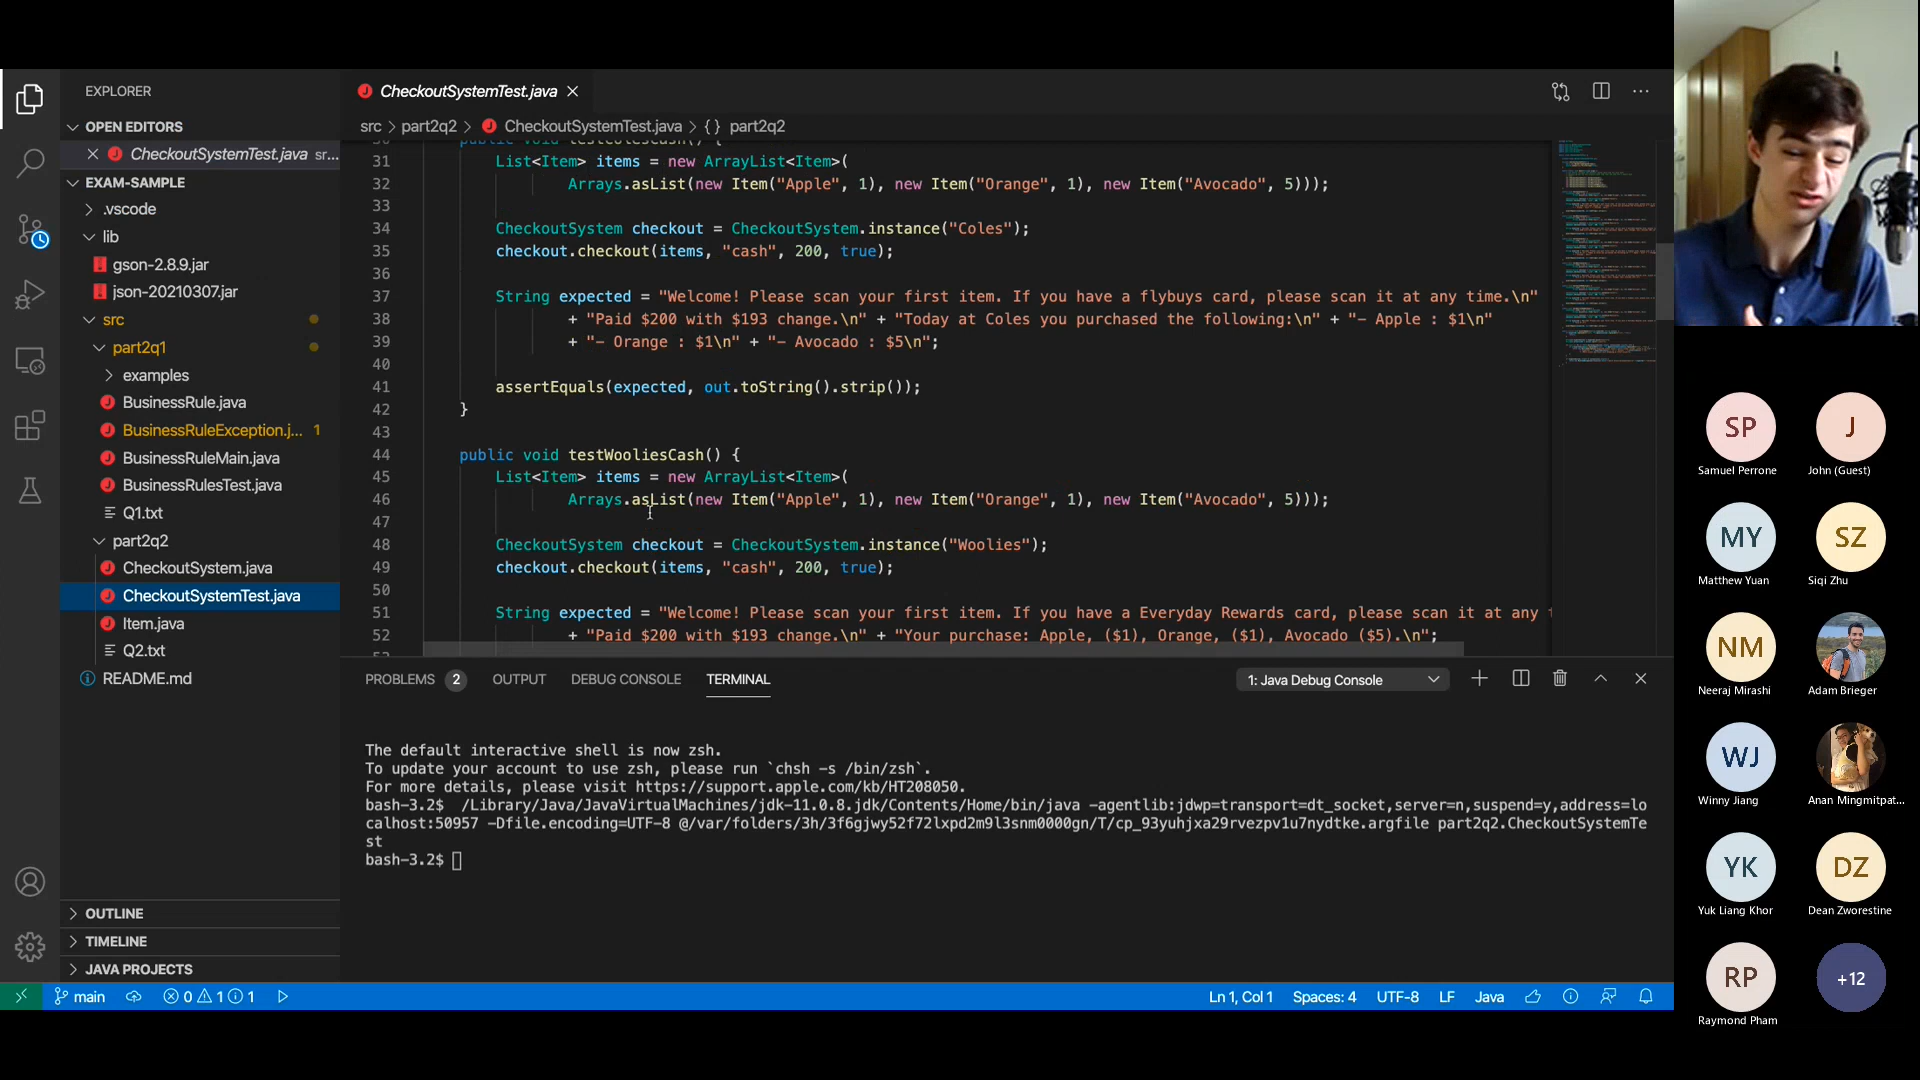 EXPLORER
OPEN EDITORS
CheckoutSystemTest.java sr...
EXAM-SAMPLE
.vscode
lib
gson-2.8.9.jar
json-20210307.jar
src
part2q1
examples
BusinessRule.java
BusinessRuleException.j... 1
BusinessRuleMain.java
BusinessRulesTest.java
Q1.txt
part2q2
CheckoutSystem.java
CheckoutSystemTest.java
Item.java
Q2.txt
README.md
OUTLINE
TIMELINE
JAVA PROJECTS
CheckoutSystemTest.java
src > part2q2 > CheckoutSystemTest.java > {} part2q2
30 public void testColesCash() {
31 List<Item> items = new ArrayList<Item>(
32 Arrays.asList(new Item("Apple", 1), new Item("Orange", 1), new Item("Avocado", 5)));
33
34 CheckoutSystem checkout = CheckoutSystem.instance("Coles");
35 checkout.checkout(items, "cash", 200, true);
36
37 String expected = "Welcome! Please scan your first item. If you have a flybuys card, please scan it at any time.\n"
38 + "Paid $200 with $193 change.\n" + "Today at Coles you purchased the following:\n" + "- Apple : $1\n"
39 + "- Orange : $1\n" + "- Avocado : $5\n";
40
41 assertEquals(expected, out.toString().strip());
42 }
43
44 public void testWooliesCash() {
45 List<Item> items = new ArrayList<Item>(
46 Arrays.asList(new Item("Apple", 1), new Item("Orange", 1), new Item("Avocado", 5)));
47
48 CheckoutSystem checkout = CheckoutSystem.instance("Woolies");
49 checkout.checkout(items, "cash", 200, true);
50
51 String expected = "Welcome! Please scan your first item. If you have a Everyday Rewards card, please scan it at any
52 + "Paid $200 with $193 change.\n" + "Your purchase: Apple, ($1), Orange, ($1), Avocado ($5).\n";
PROBLEMS 2 OUTPUT DEBUG CONSOLE TERMINAL 1: Java Debug Console
The default interactive shell is now zsh.
To update your account to use zsh, please run `chsh -s /bin/zsh`.
For more details, please visit https://support.apple.com/kb/HT208050.
bash-3.2$ /Library/Java/JavaVirtualMachines/jdk-11.0.8.jdk/Contents/Home/bin/java -agentlib:jdwp=transport=dt_socket,server=n,suspend=y,address=lo
calhost:50957 -Dfile.encoding=UTF-8 @/var/folders/3h/3f6gjwy52f72lxpd2m9l3snm0000gn/T/cp_93yuhjxa29rvezpv1u7nydtke.argfile part2q2.CheckoutSystemTe
st
bash-3.2$
main 0 1 1 Ln 1, Col 1 Spaces: 4 UTF-8 LF Java
SP J
Samuel Perrone John (Guest)
MY SZ
Matthew Yuan Siqi Zhu
NM
Neeraj Mirashi Adam Brieger
WJ
Winny Jiang Anan Mingmitpat...
YK DZ
Yuk Liang Khor Dean Zworestine
RP +12
Raymond Pham